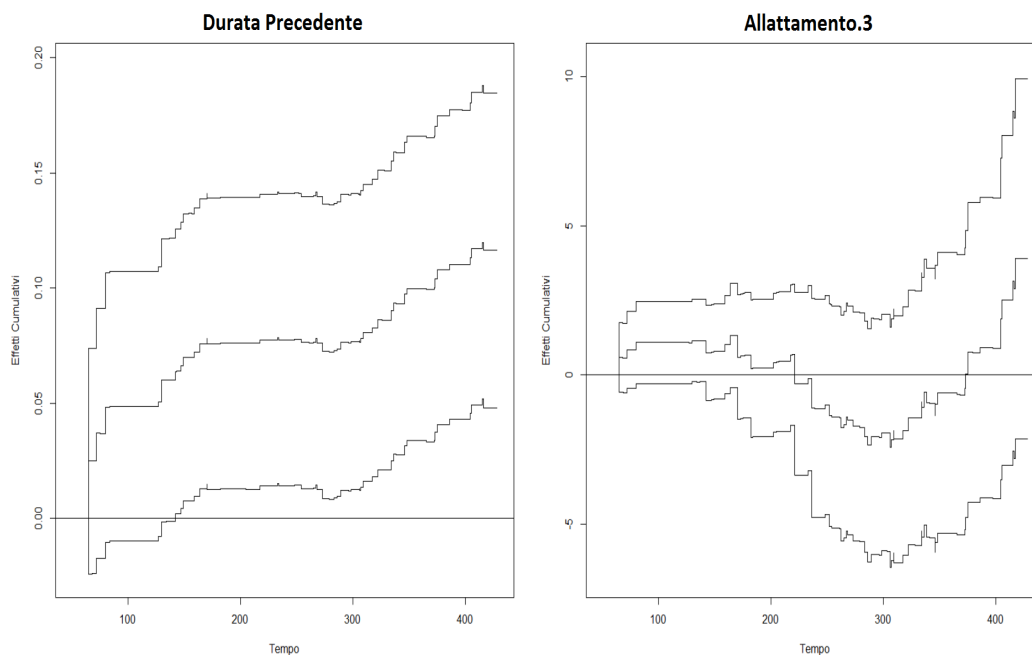 Durata Precedente
Allattamento.3
Effetti Cumulativi
0.20
0.15
0.10
0.05
0.00
100
200
300
400
Tempo
Effetti Cumulativi
10
5
0
-5
100
200
300
400
Tempo